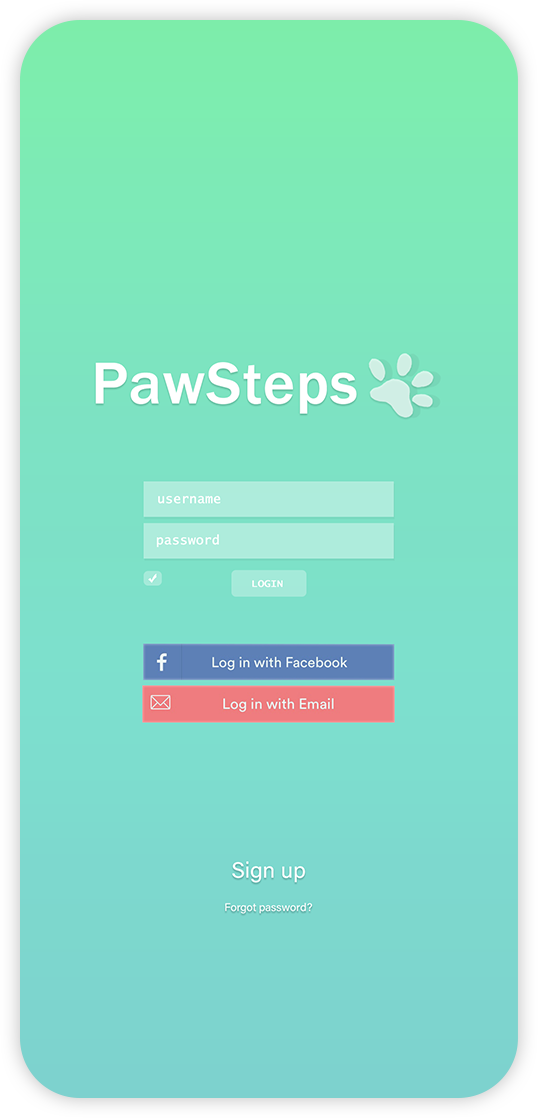 PawSteps
username
password
LOGIN
Log in with Facebook
Log in with Email
Sign up
Forgot password?